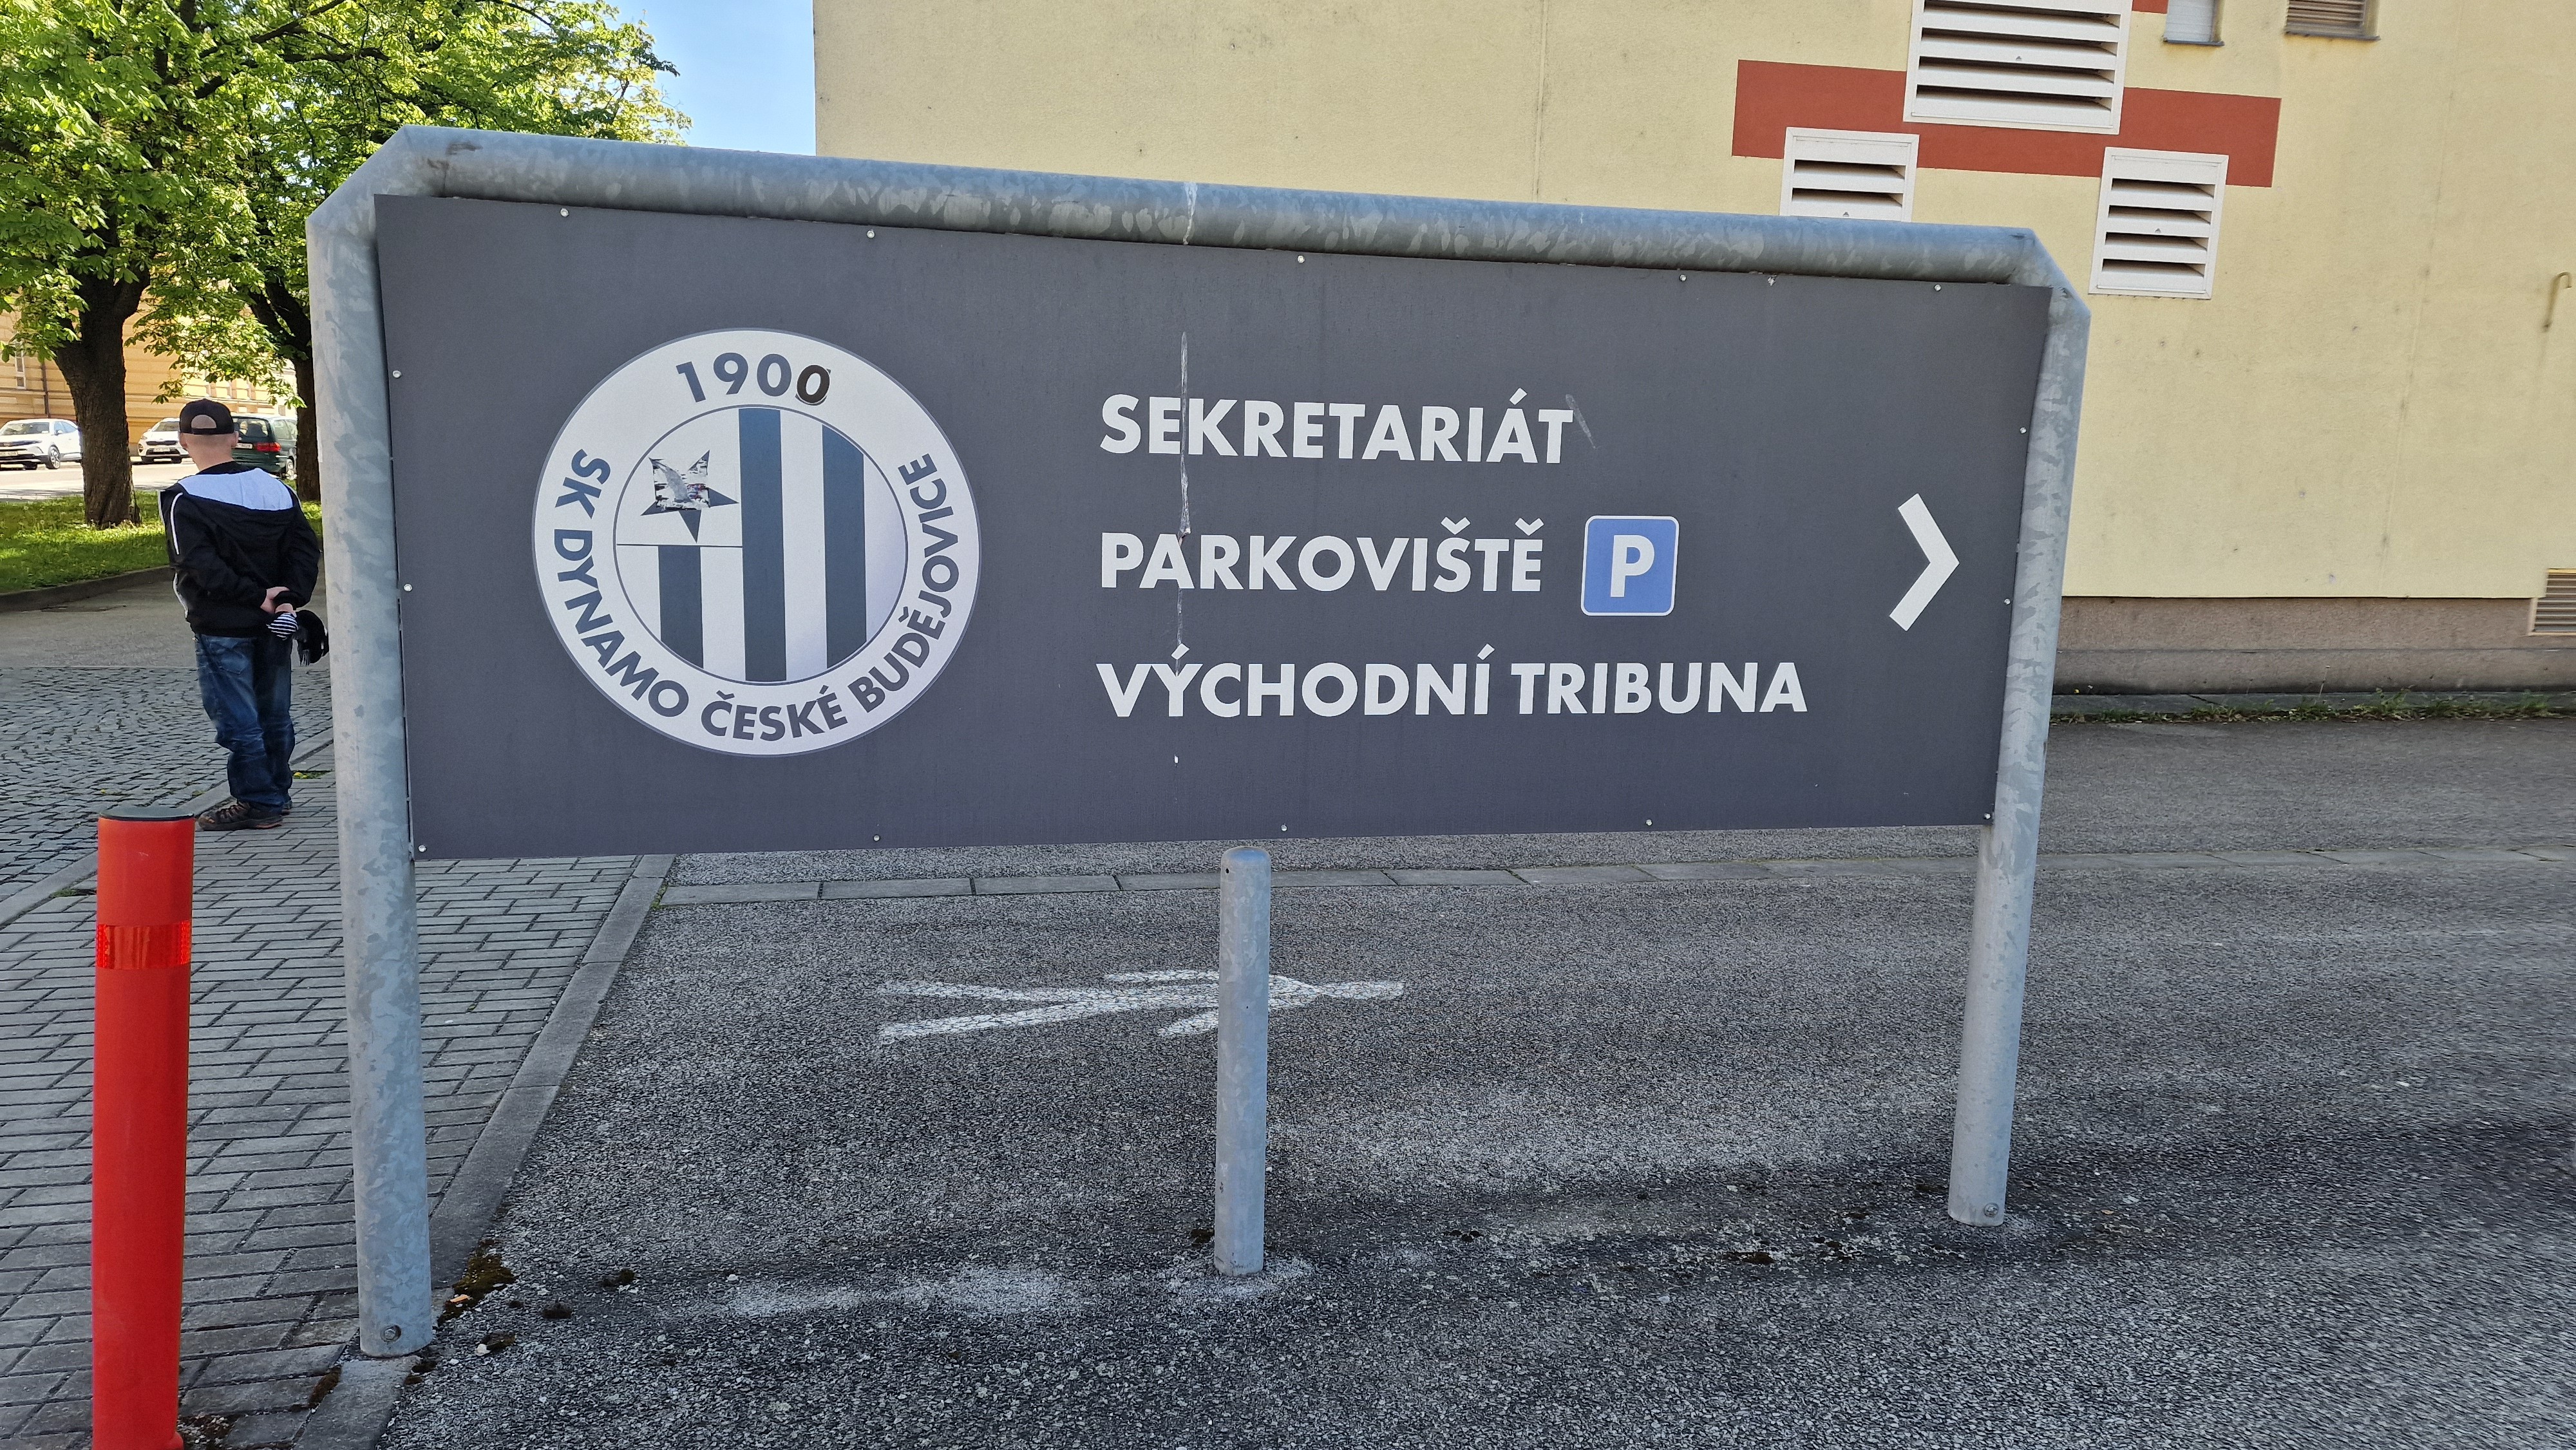 1900
SK DYNAMO ČESKÉ BUDĚJOVICE
SEKRETARIÁT
PARKOVIŠTĚ P
VÝCHODNÍ TRIBUNA